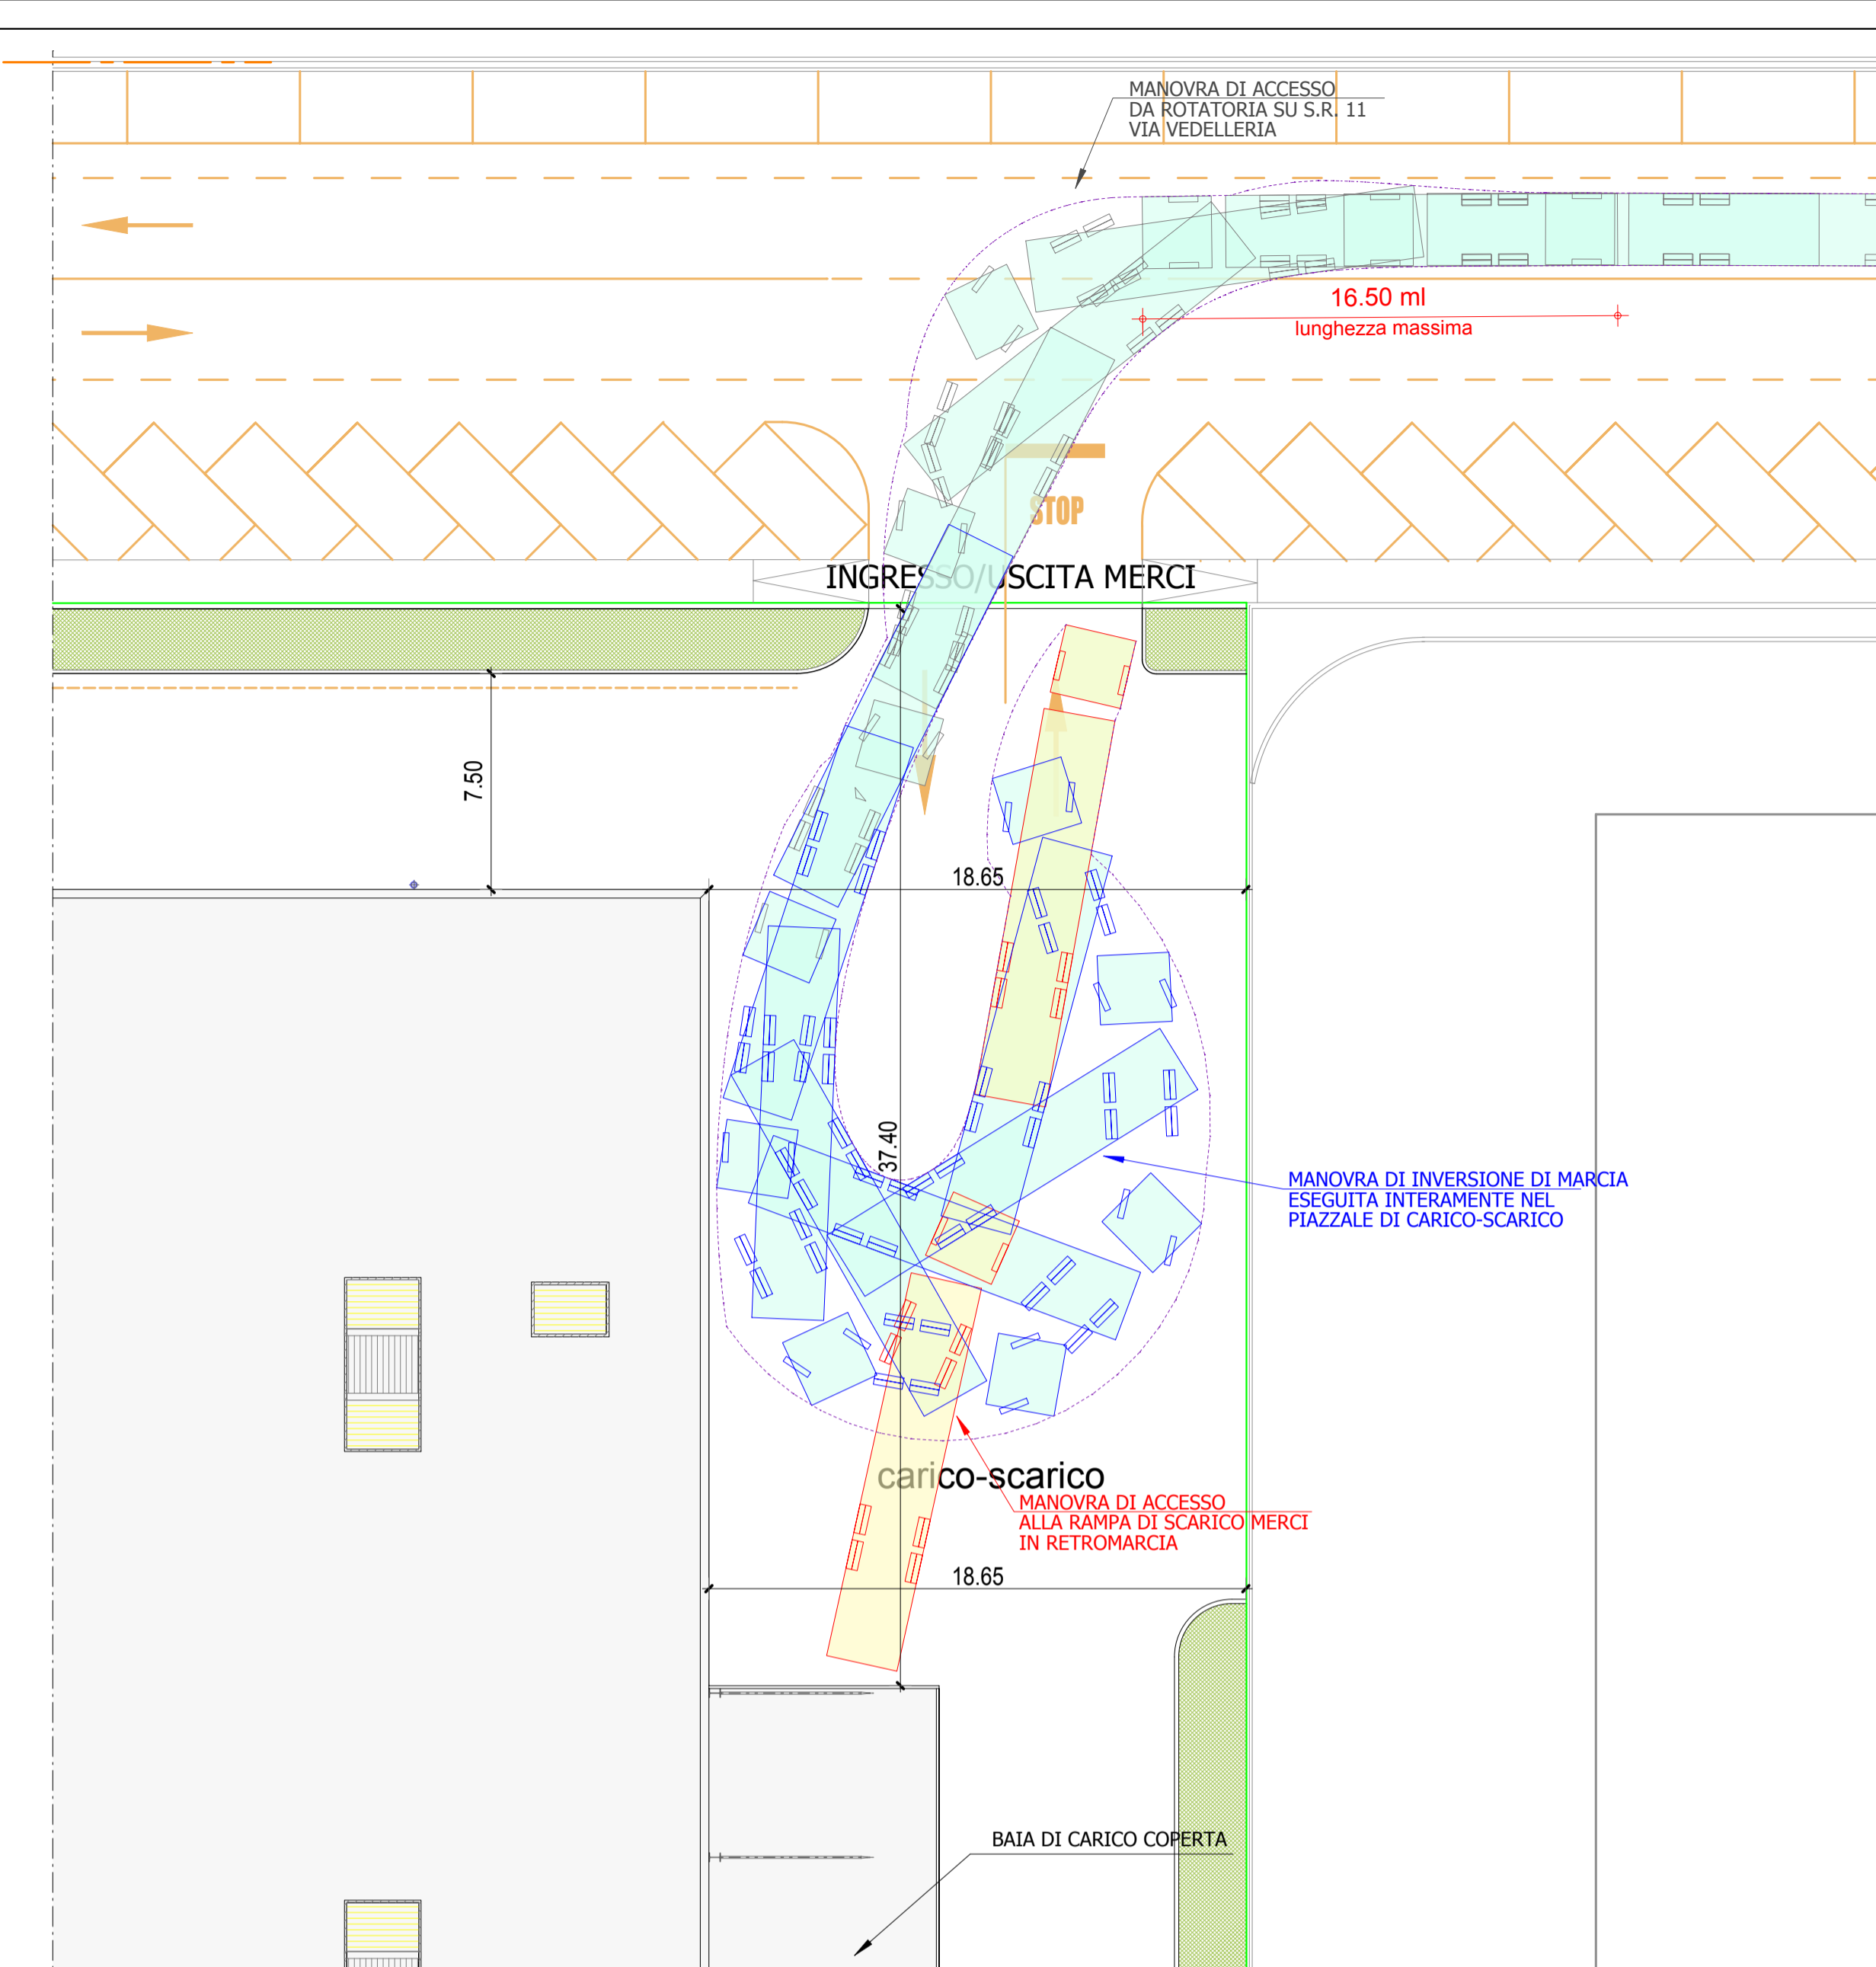 MANOVRA DI ACCESSO
DA ROTATORIA SU S.R. 11
VIA VEDELLERIA
16.50 ml
lunghezza massima
STOP
INGRESSO/USCITA MERCI
7.50
18.65
37.40
MANOVRA DI INVERSIONE DI MARCIA
ESEGUITA INTERAMENTE NEL
PIAZZALE DI CARICO-SCARICO
carico-scarico
MANOVRA DI ACCESSO
ALLA RAMPA DI SCARICO MERCI
IN RETROMARCIA
18.65
BAIA DI CARICO COPERTA